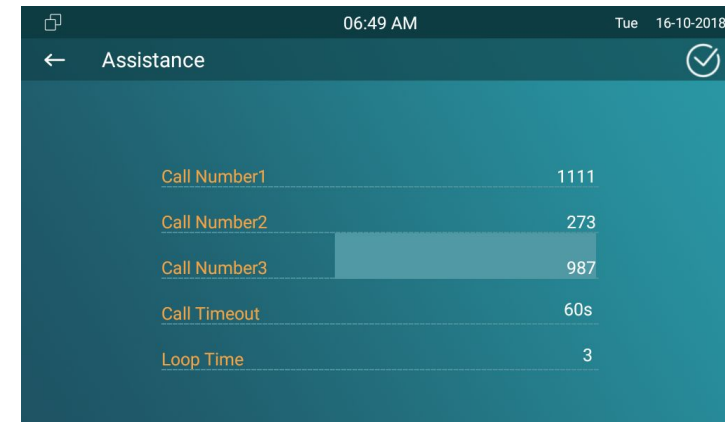 06:49 AM Tue 16-10-2018
Assistance
Call Number1 1111
Call Number2 273
Call Number3 987
Call Timeout 60s
Loop Time 3